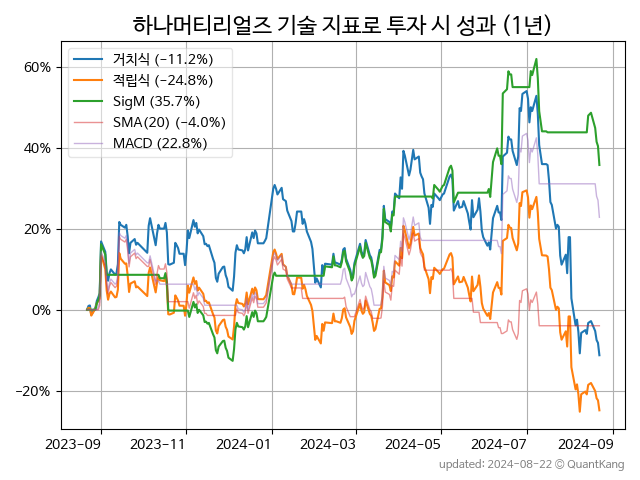 하나머티리얼즈 기술 지표로 투자 시 성과 (1년)
거치식 (−11.2%)
적립식 (−24.8%)
SigM (35.7%)
SMA(20) (−4.0%)
MACD (22.8%)
60%
40%
20%
0%
−20%
2023-09 2023-11 2024-01 2024-03 2024-05 2024-07 2024-09
updated: 2024-08-22 © QuantKang